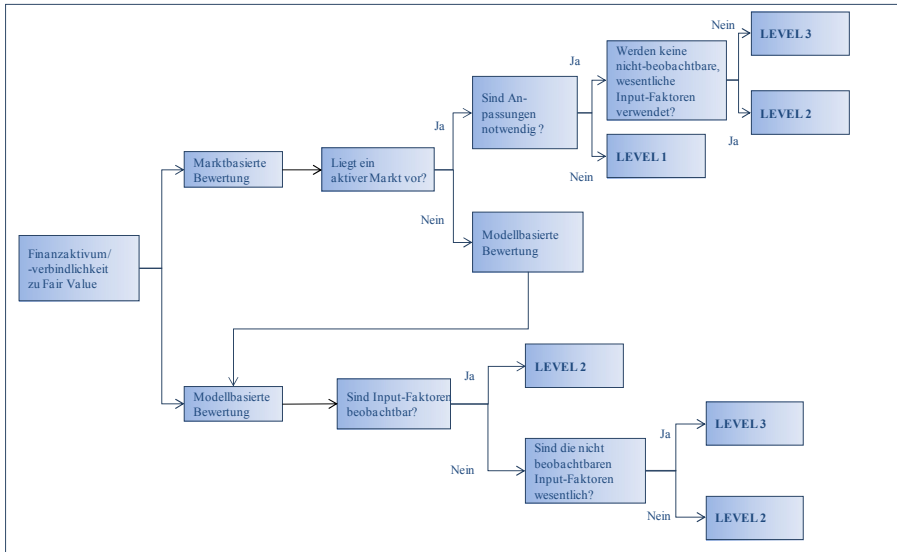 Finanzaktivum/
-verbindlichkeit
zu Fair Value
Marktbasierte
Bewertung
Liegt ein
aktiver Markt vor?
Ja
Nein
Sind An-
passungen
notwendig ?
Ja
Nein
Werden keine
nicht-beobachtbare,
wesentliche
Input-Faktoren
verwendet?
Nein
Ja
LEVEL 3
LEVEL 2
LEVEL 1
Modellbasierte
Bewertung
Modellbasierte
Bewertung
Sind Input-Faktoren
beobachtbar?
Ja
Nein
LEVEL 2
Sind die nicht
beobachtbaren
Input-Faktoren
wesentlich?
Ja
Nein
LEVEL 3
LEVEL 2